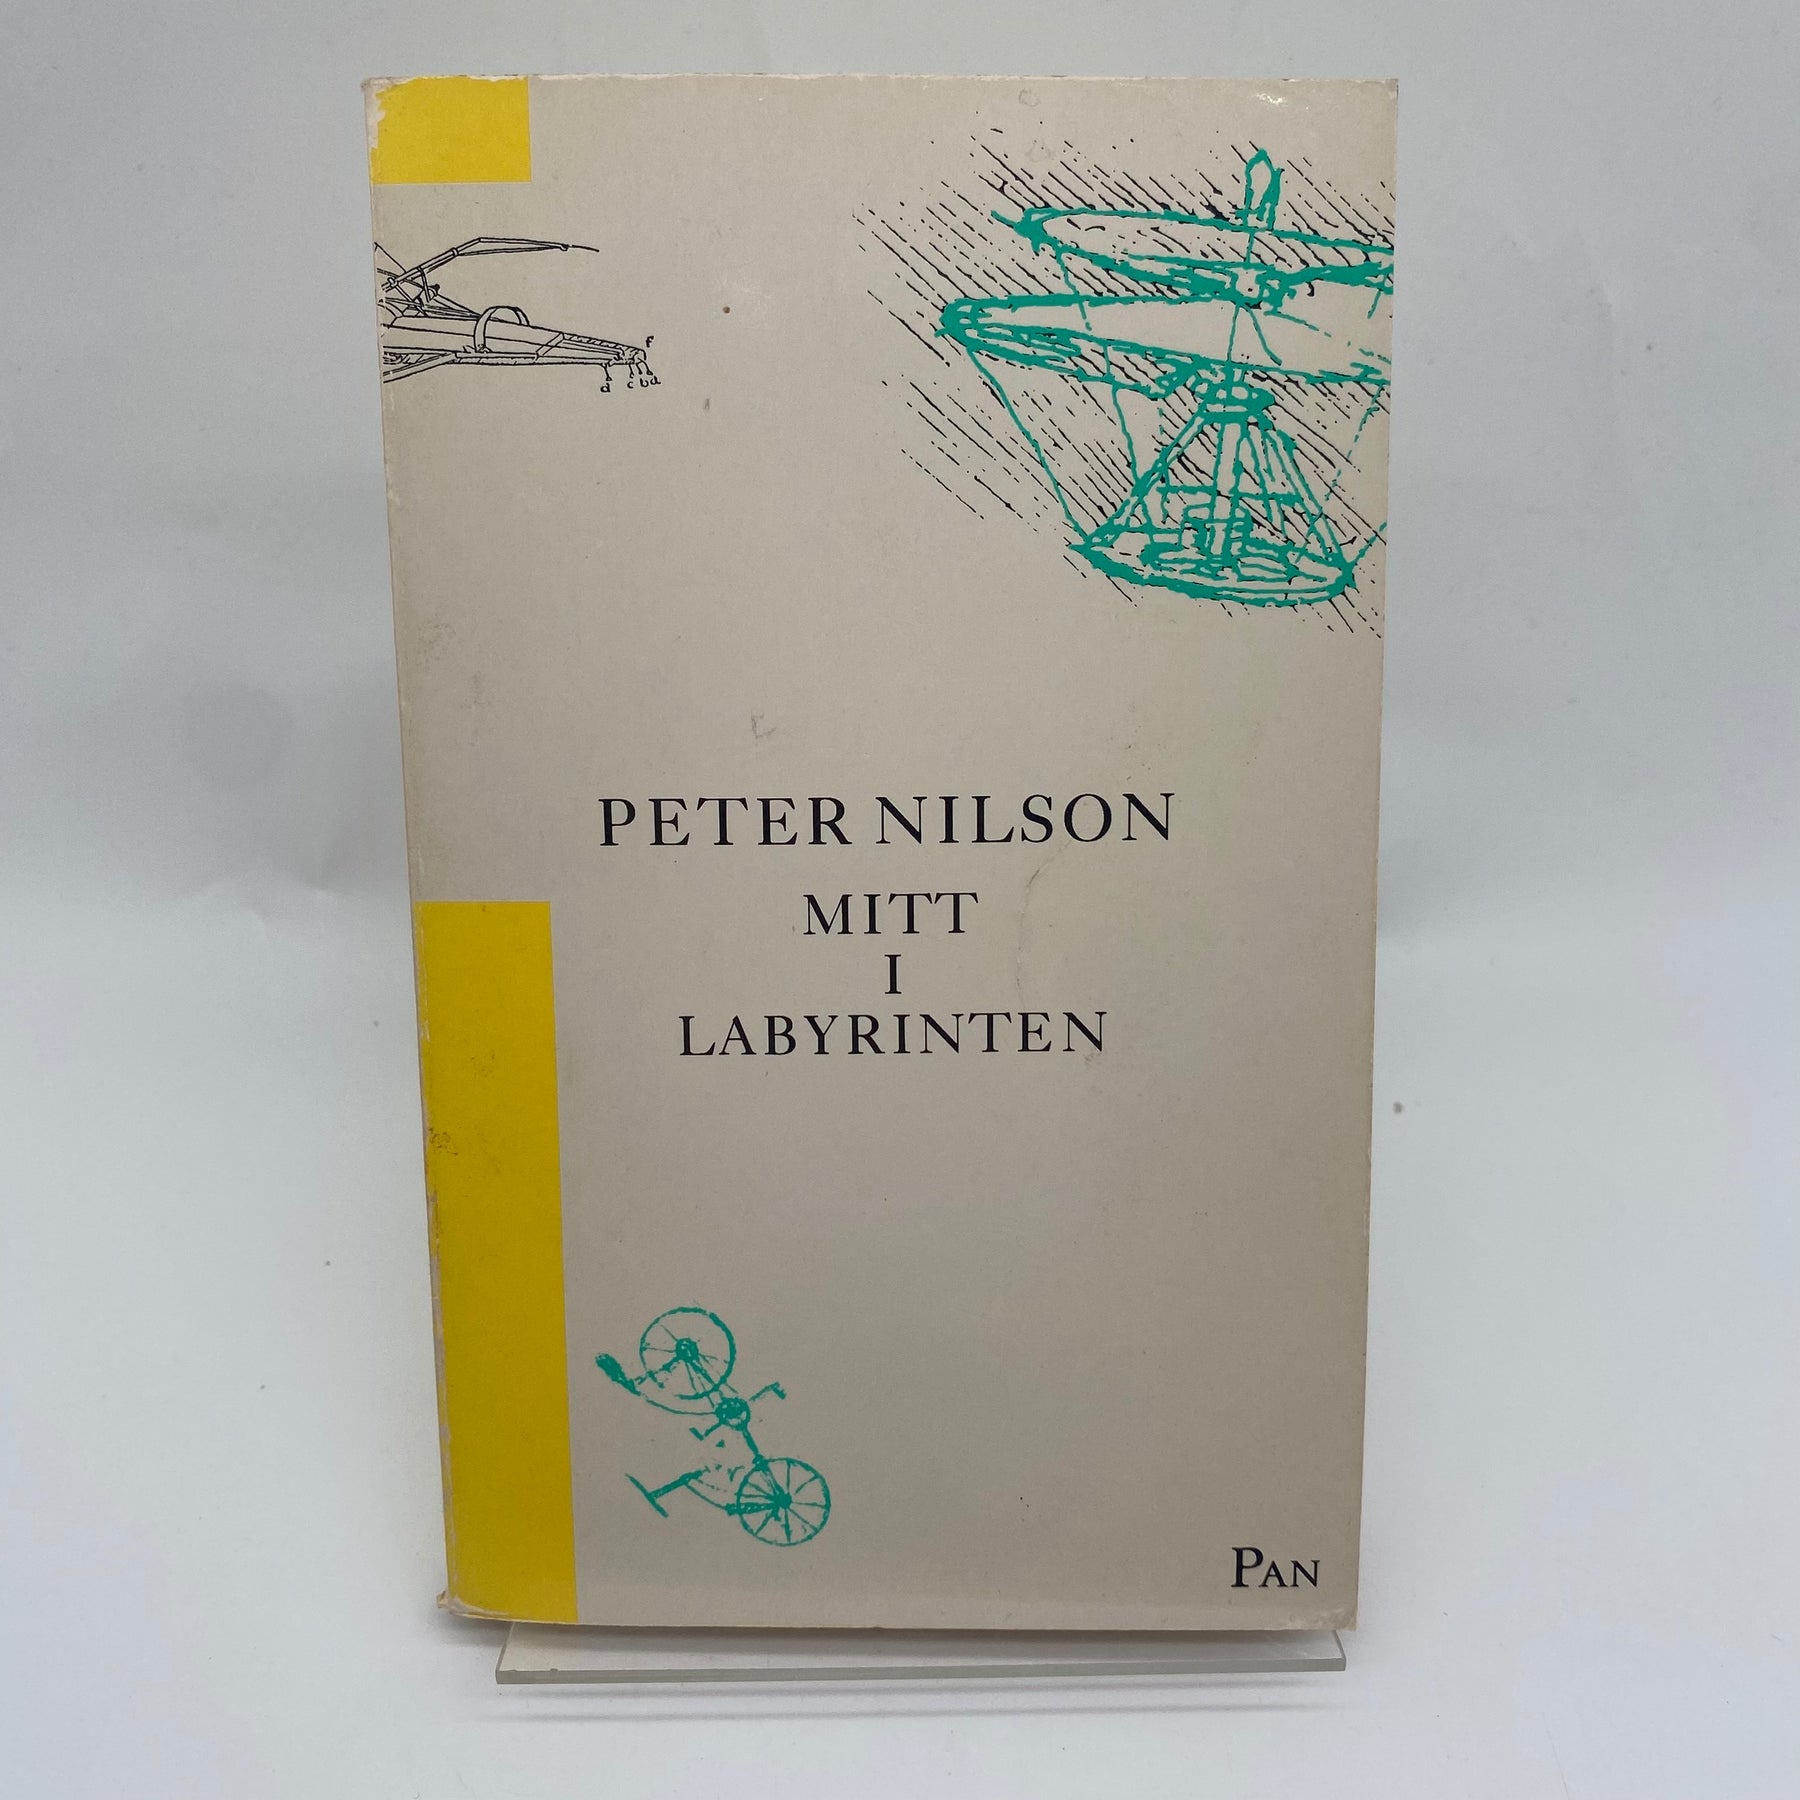 f
d c b a
PETER NILSON
MITT
I
LABYRINTEN
PAN